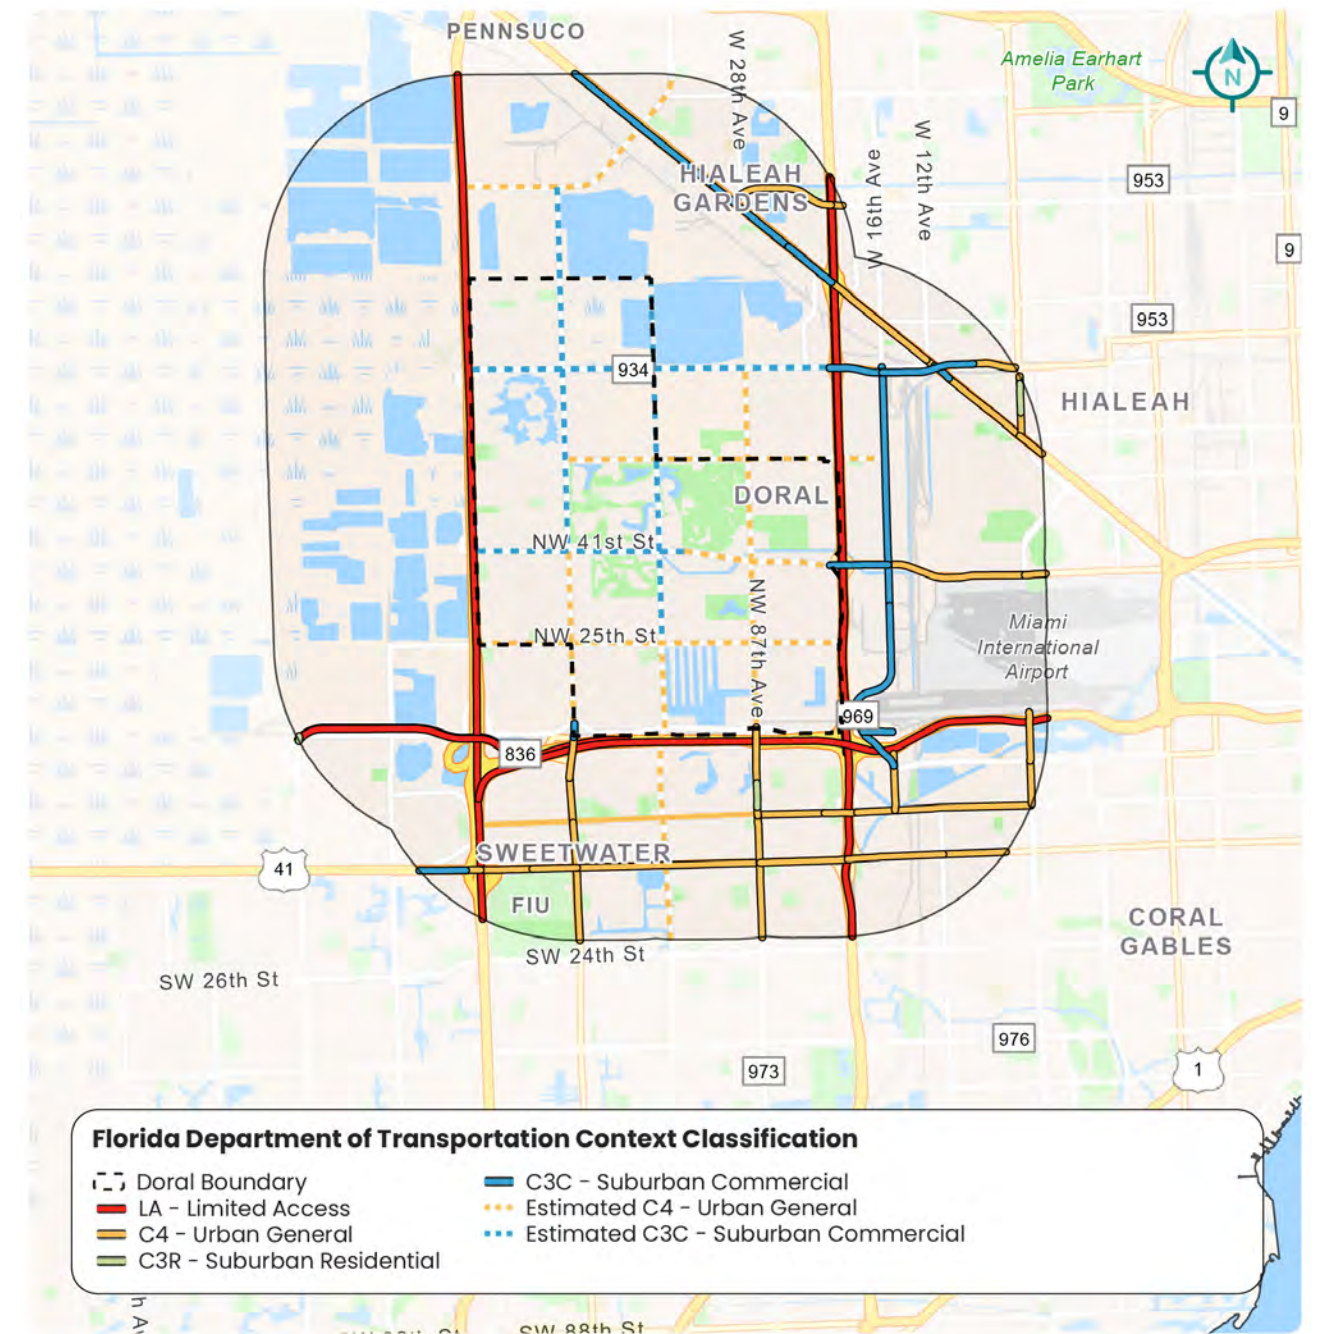 PENNSUCO
W 28th Ave
Amelia Earhart
Park
N
9
W 12th Ave
W 16th Ave
953
HIALEAH
GARDENS
9
953
934
HIALEAH
DORAL
NW 41st St
NW 87th Ave
NW 25th St
Miami
International
Airport
969
836
SWEETWATER
41
FIU
CORAL
GABLES
SW 24th St
SW 26th St
976
973
1
Florida Department of Transportation Context Classification
Doral Boundary
LA - Limited Access
C4 - Urban General
C3R - Suburban Residential
C3C - Suburban Commercial
Estimated C4 - Urban General
Estimated C3C - Suburban Commercial
SW 88th St